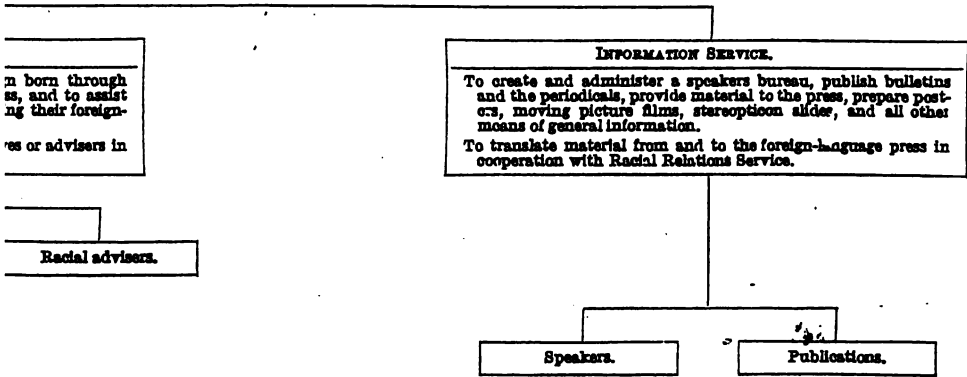 n born through
ss, and to assist
ng their foreign-
es or advisers in
Racial advisers.
INFORMATION SERVICE.
To create and administer a speakers bureau, publish bulletins
and the periodicals, provide material to the press, prepare post-
ers, moving picture films, stereopticon slider, and all other
means of general information.
To translate material from and to the foreign-language press in
cooperation with Racial Relations Service.
Speakers.
Publications.